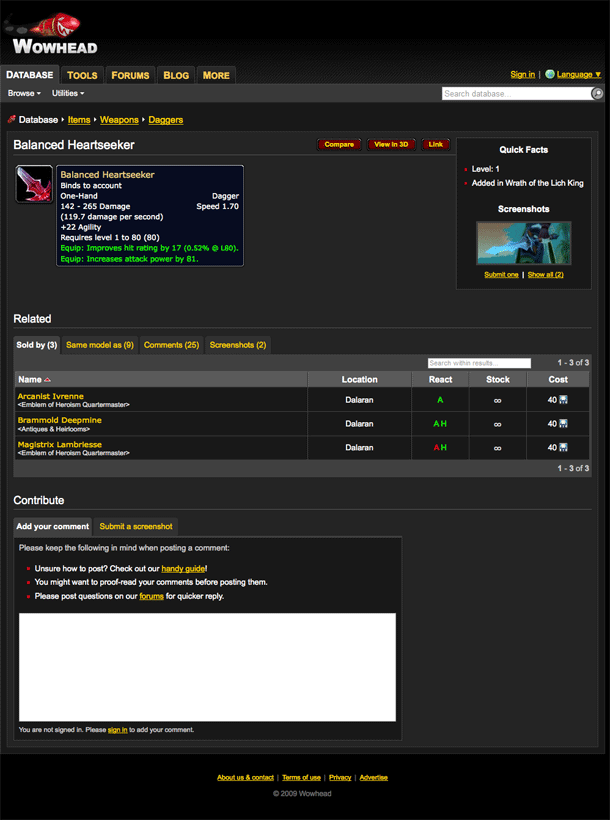 WOWHEAD
DATABASE TOOLS FORUMS BLOG MORE
Sign in | Language ▼
Browse Utilities
Search database...
Database Items Weapons Daggers
Balanced Heartseeker
Compare View in 3D Link
Balanced Heartseeker
Binds to account
One-Hand Dagger
142 - 265 Damage Speed 1.70
(119.7 damage per second)
+22 Agility
Requires level 1 to 80 (80)
Equip: Improves hit rating by 17 (0.52% @ L80).
Equip: Increases attack power by 81.
Quick Facts
Level: 1
Added in Wrath of the Lich King
Screenshots
Submit one | Show all (2)
Related
Sold by (3) Same model as (9) Comments (25) Screenshots (2)
Search within results...
1 - 3 of 3
Name Location React Stock Cost
Arcanist Ivrenne
<Emblem of Heroism Quartermaster>
Dalaran A ∞ 40
Brammold Deepmine
<Antiques & Heirlooms>
Dalaran A H ∞ 40
Magistrix Lambriesse
<Emblem of Heroism Quartermaster>
Dalaran A H ∞ 40
1 - 3 of 3
Contribute
Add your comment Submit a screenshot
Please keep the following in mind when posting a comment:
Unsure how to post? Check out our handy guide!
You might want to proof-read your comments before posting them.
Please post questions on our forums for quicker reply.
You are not signed in. Please sign in to add your comment.
About us & contact | Terms of use | Privacy | Advertise
© 2009 Wowhead